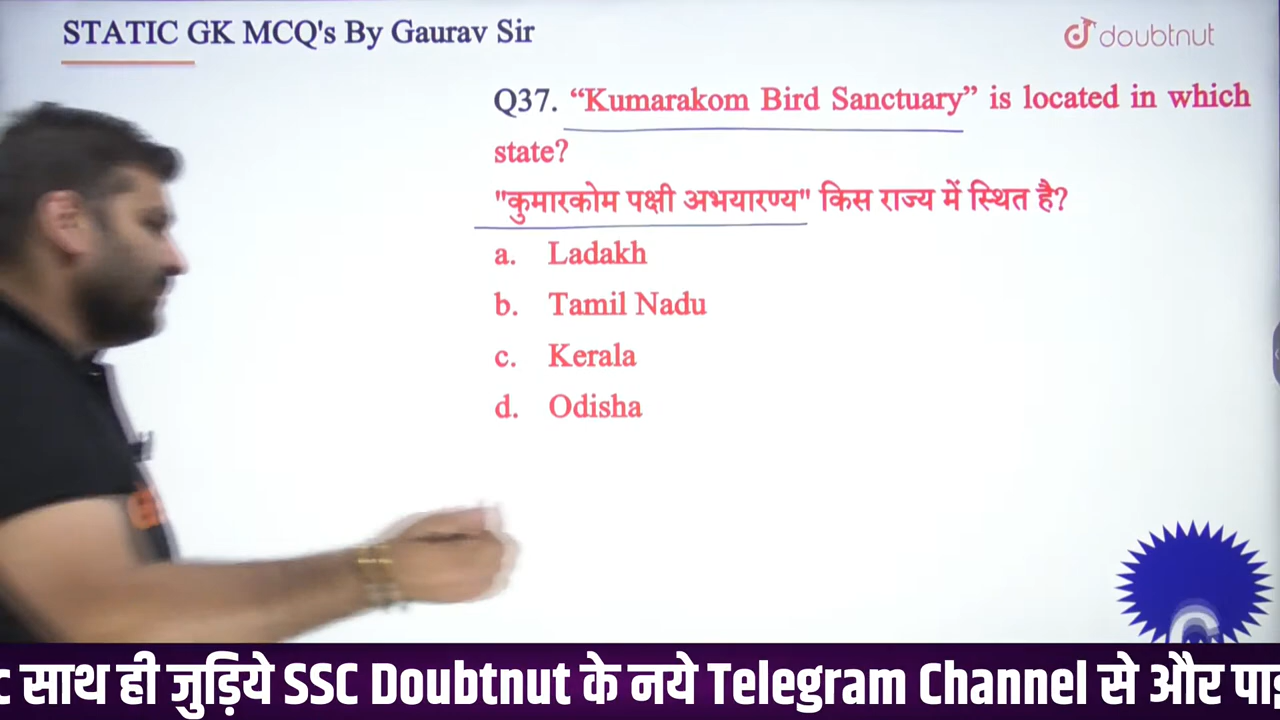 STATIC GK MCQ's By Gaurav Sir
doubtnut
Q37. “Kumarakom Bird Sanctuary” is located in which
state?
"कुमारकोम पक्षी अभयारण्य" किस राज्य में स्थित है?
a. Ladakh
b. Tamil Nadu
c. Kerala
d. Odisha
साथ ही जुड़िये SSC Doubtnut के नये Telegram Channel से और